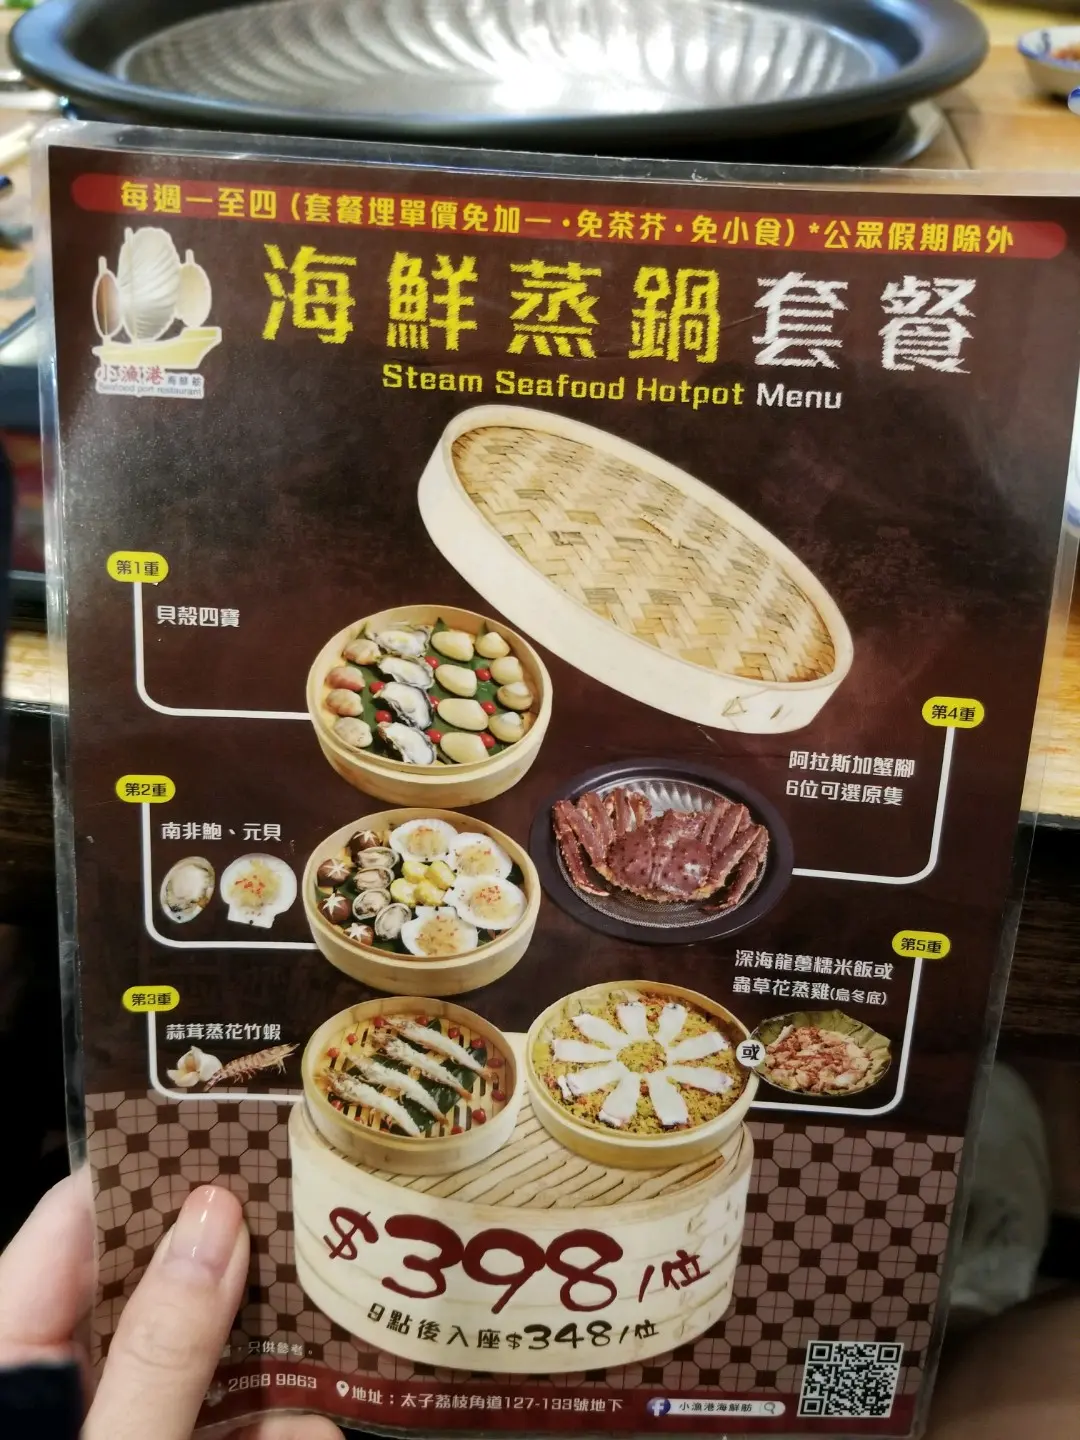 每週一至四（套餐埋單價免加一・免茶芥・免小食）*公眾假期除外
小漁港海鮮舫
Seafood port restaurant
海鮮蒸鍋套餐
Steam Seafood Hotpot Menu
第1重
貝殼四寶
第2重
南非鮑、元貝
第3重
蒜茸蒸花竹蝦
第4重
阿拉斯加蟹腳
6位可選原隻
第5重
深海龍躉糯米飯或
蟲草花蒸雞(烏冬底)
或
$398/位
9點後入座$348/位
只供參考。
2868 9863
地址：太子荔枝角道127-133號地下
小漁港海鮮舫